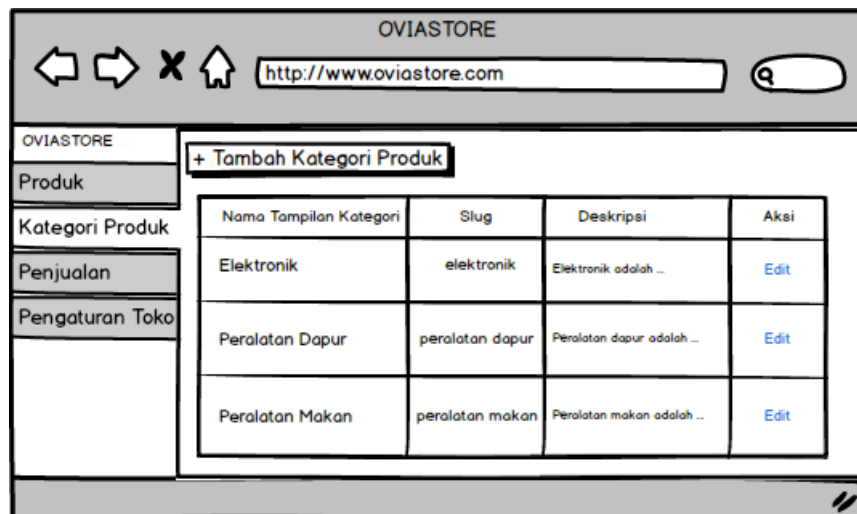 OVIASTORE
http://www.oviastore.com
OVIASTORE
Produk
Kategori Produk
Penjualan
Pengaturan Toko
+ Tambah Kategori Produk
Nama Tampilan Kategori Slug Deskripsi Aksi
Elektronik elektronik Elektronik adalah ... Edit
Peralatan Dapur peralatan dapur Peralatan dapur adalah ... Edit
Peralatan Makan peralatan makan Peralatan makan adalah ... Edit